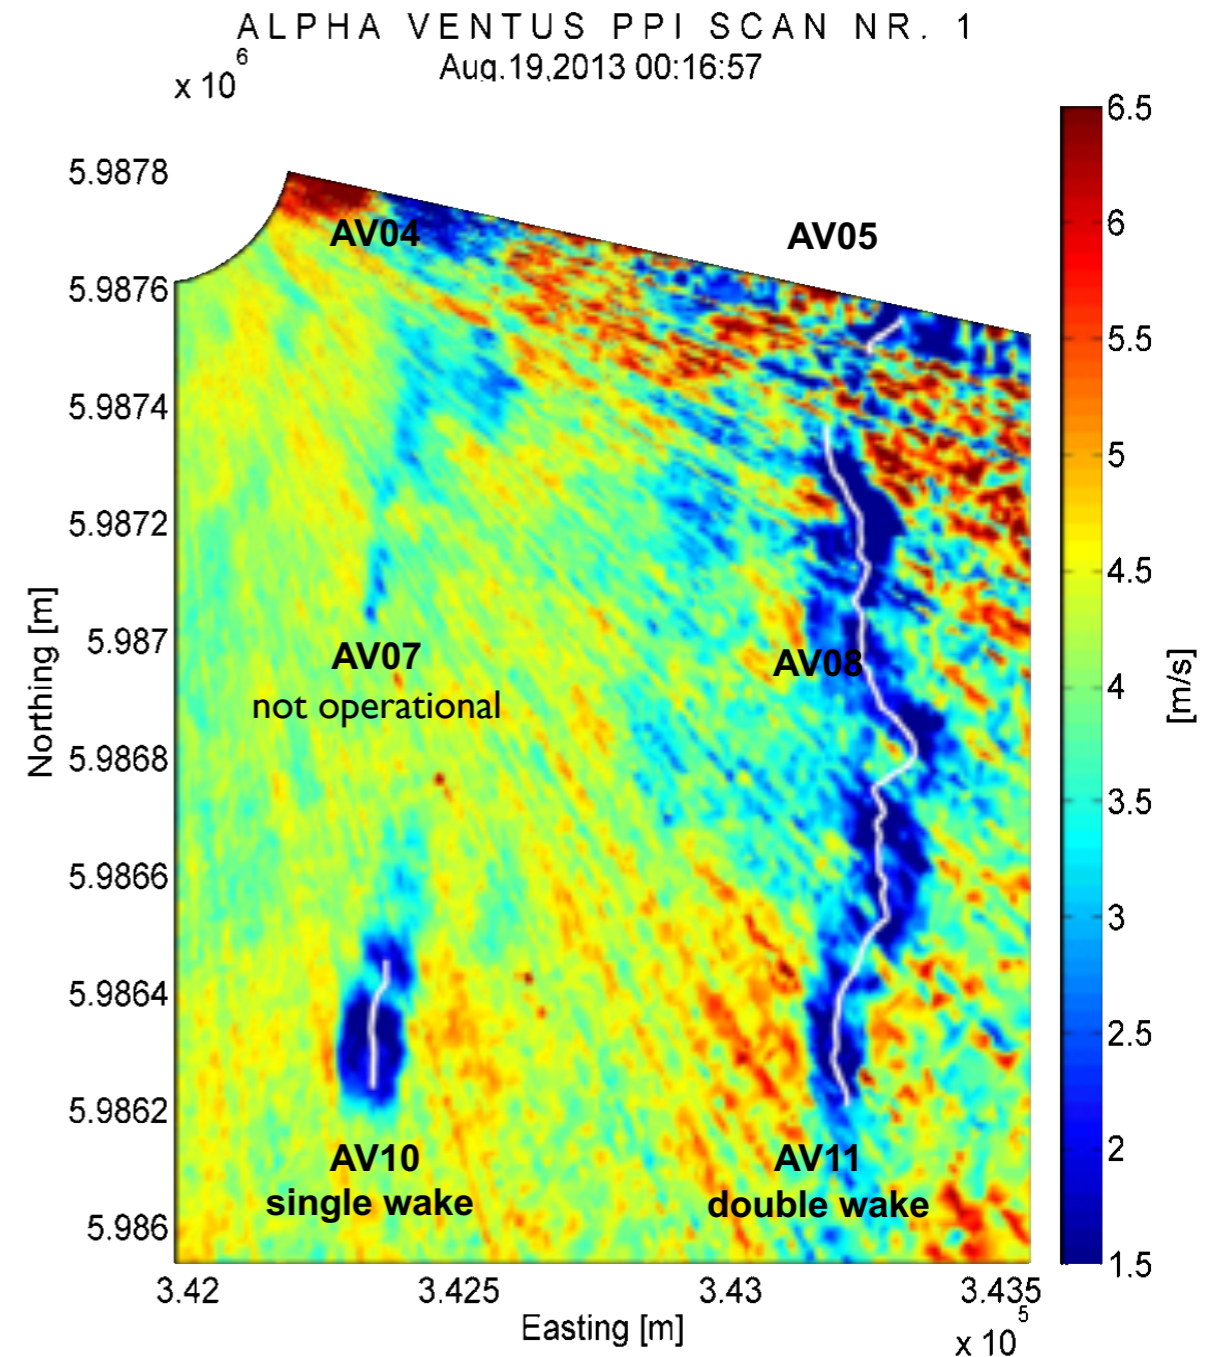 ALPHA VENTUS PPI SCAN NR. 1
Aug.19,2013 00:16:57
x 10^6
6.5
5.9878
AV04
AV05
6
5.9876
5.5
5.9874
5
5.9872
4.5
5.987
AV07
AV08
not operational
4
Northing [m]
[m/s]
5.9868
3.5
5.9866
3
5.9864
2.5
5.9862
AV10
AV11
2
single wake
double wake
5.986
1.5
3.42
3.425
3.43
3.435
Easting [m]
x 10^5